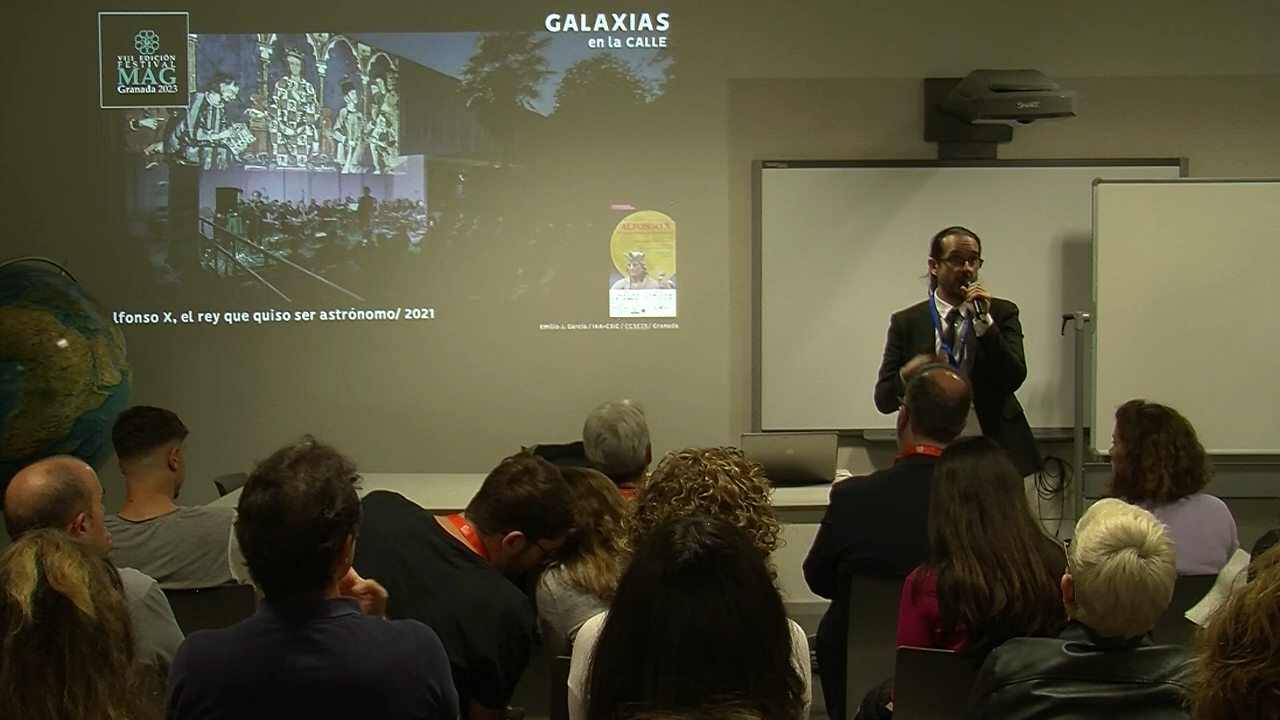 GALAXIAS
en la CALLE
VIII EDICIÓN
FESTIVAL
MAG
Granada 2023
ALFONSO X
lfonso X, el rey que quiso ser astrónomo/ 2021
Emilio J. García / IAA-CSIC / CCSC23 / Granada
SMART